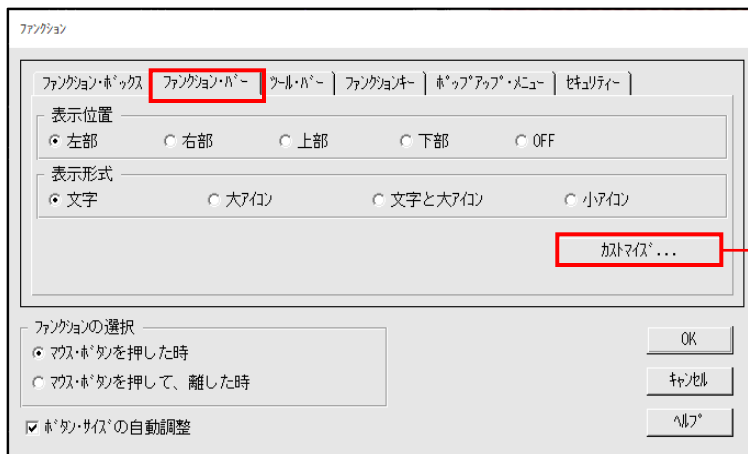 ﾌｧﾝｸｼｮﾝ
ﾌｧﾝｸｼｮﾝ･ﾎﾞｯｸｽ ﾌｧﾝｸｼｮﾝ･ﾊﾞｰ ﾂｰﾙ･ﾊﾞｰ ﾌｧﾝｸｼｮﾝｷｰ ﾎﾟｯﾌﾟｱｯﾌﾟ･ﾒﾆｭｰ ｾｷｭﾘﾃｨｰ
表示位置
左部 右部 上部 下部 OFF
表示形式
文字 大ｱｲｺﾝ 文字と大ｱｲｺﾝ 小ｱｲｺﾝ
ｶｽﾀﾏｲｽﾞ...
ﾌｧﾝｸｼｮﾝの選択
ﾏｳｽ･ﾎﾞﾀﾝを押した時
ﾏｳｽ･ﾎﾞﾀﾝを押して、離した時
ﾎﾞﾀﾝ･ｻｲｽﾞの自動調整
OK
ｷｬﾝｾﾙ
ﾍﾙﾌﾟ